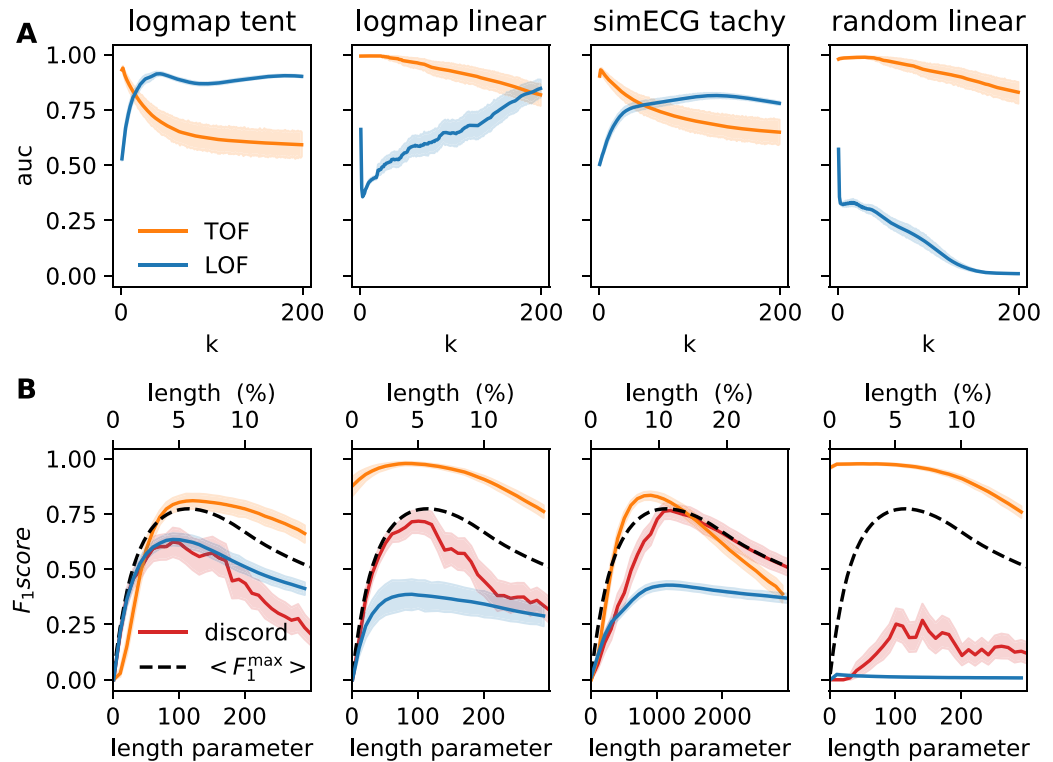 A
logmap tent logmap linear simECG tachy random linear
auc
1.00
0.75
0.50
0.25
0.00
TOF
LOF
0 200 0 200 0 200 0 200
k k k k
B
length (%) length (%) length (%) length (%)
0 5 10 0 5 10 0 10 20 0 5 10
F₁score
1.00
0.75
0.50
0.25
0.00
discord
< F₁ᵐᵃˣ >
0 100 200 0 100 200 0 1000 2000 0 100 200
length parameter length parameter length parameter length parameter